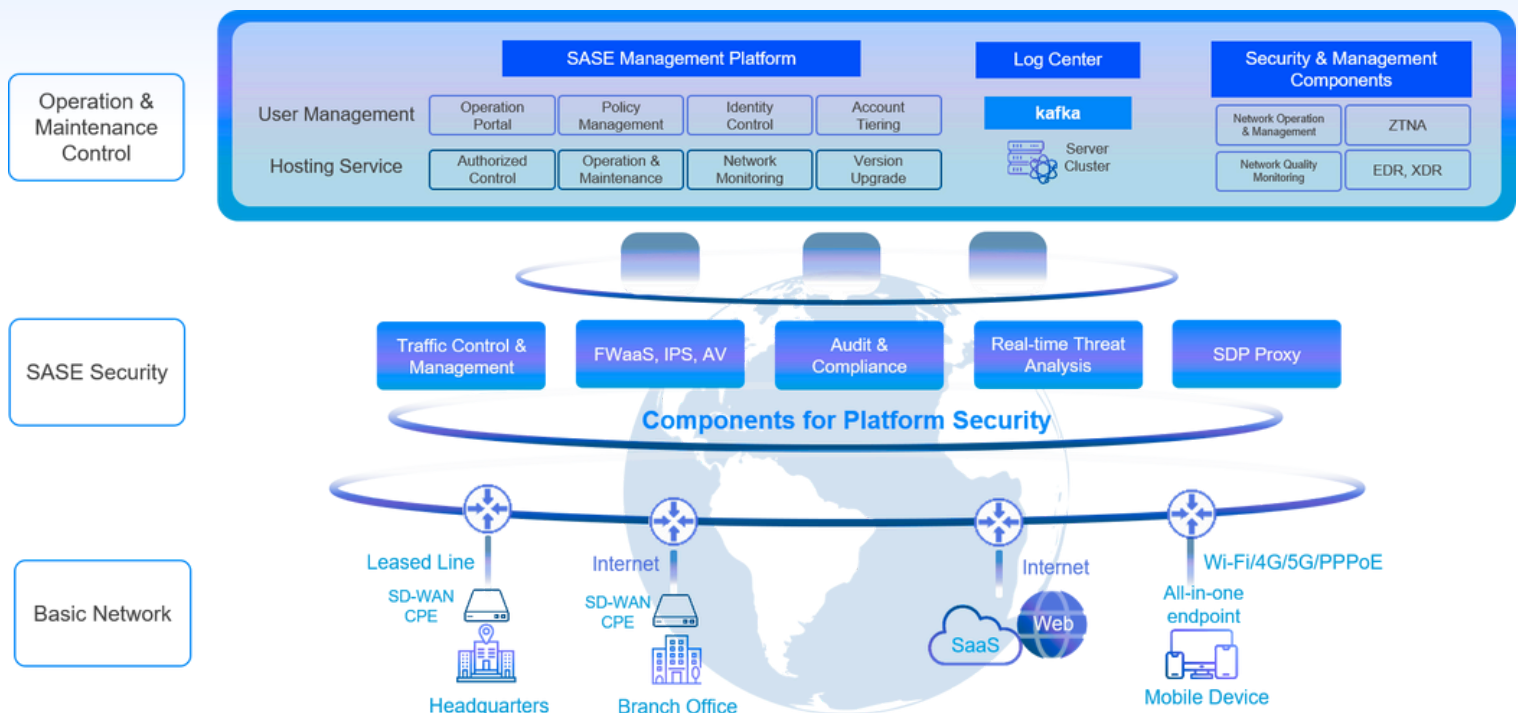 Operation &
Maintenance
Control
SASE Management Platform
User Management
Operation
Portal
Policy
Management
Identity
Control
Account
Tiering
Hosting Service
Authorized
Control
Operation &
Maintenance
Network
Monitoring
Version
Upgrade
Log Center
kafka
Server
Cluster
Security & Management
Components
Network Operation
& Management
ZTNA
Network Quality
Monitoring
EDR, XDR
SASE Security
Traffic Control &
Management
FWaaS, IPS, AV
Audit &
Compliance
Real-time Threat
Analysis
SDP Proxy
Components for Platform Security
Basic Network
Leased Line
SD-WAN
CPE
Headquarters
Internet
SD-WAN
CPE
Branch Office
Internet
SaaS
Web
Wi-Fi/4G/5G/PPPoE
All-in-one
endpoint
Mobile Device